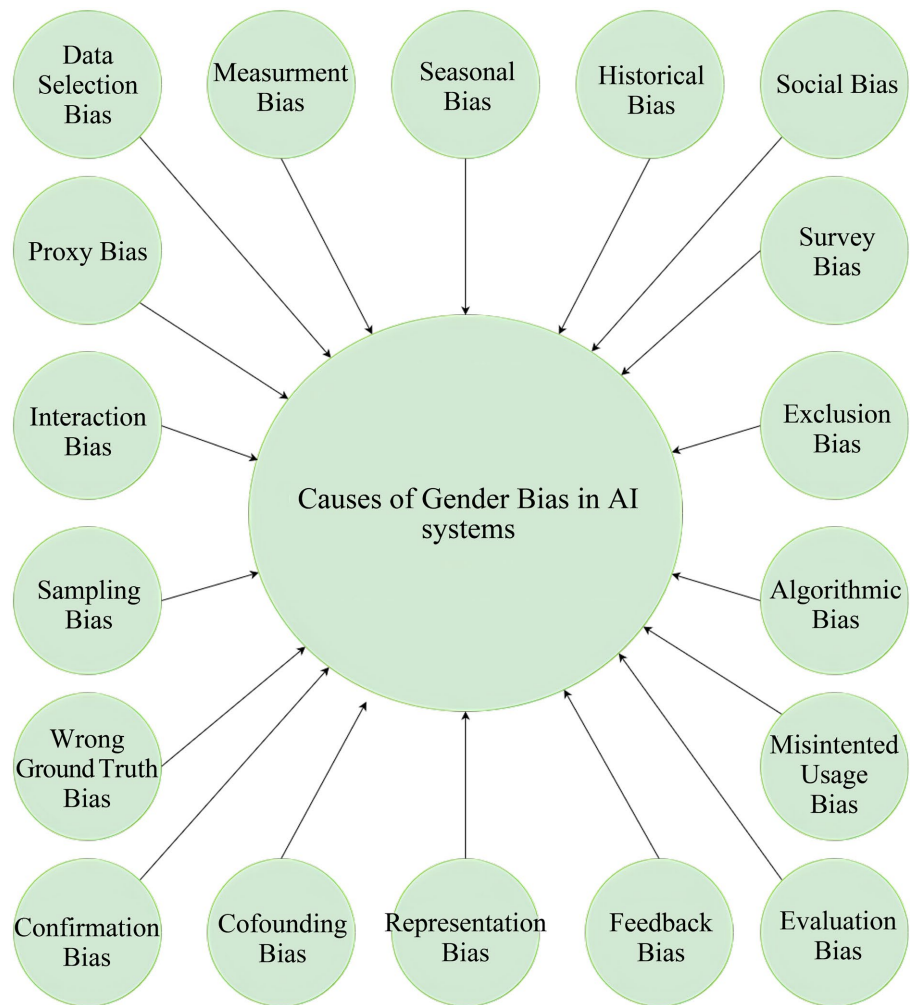 Data
Selection
Bias
Measurment
Bias
Seasonal
Bias
Historical
Bias
Social Bias
Proxy Bias
Survey
Bias
Interaction
Bias
Exclusion
Bias
Causes of Gender Bias in AI
systems
Sampling
Bias
Algorithmic
Bias
Wrong
Ground Truth
Bias
Misintented
Usage
Bias
Confirmation
Bias
Cofounding
Bias
Representation
Bias
Feedback
Bias
Evaluation
Bias